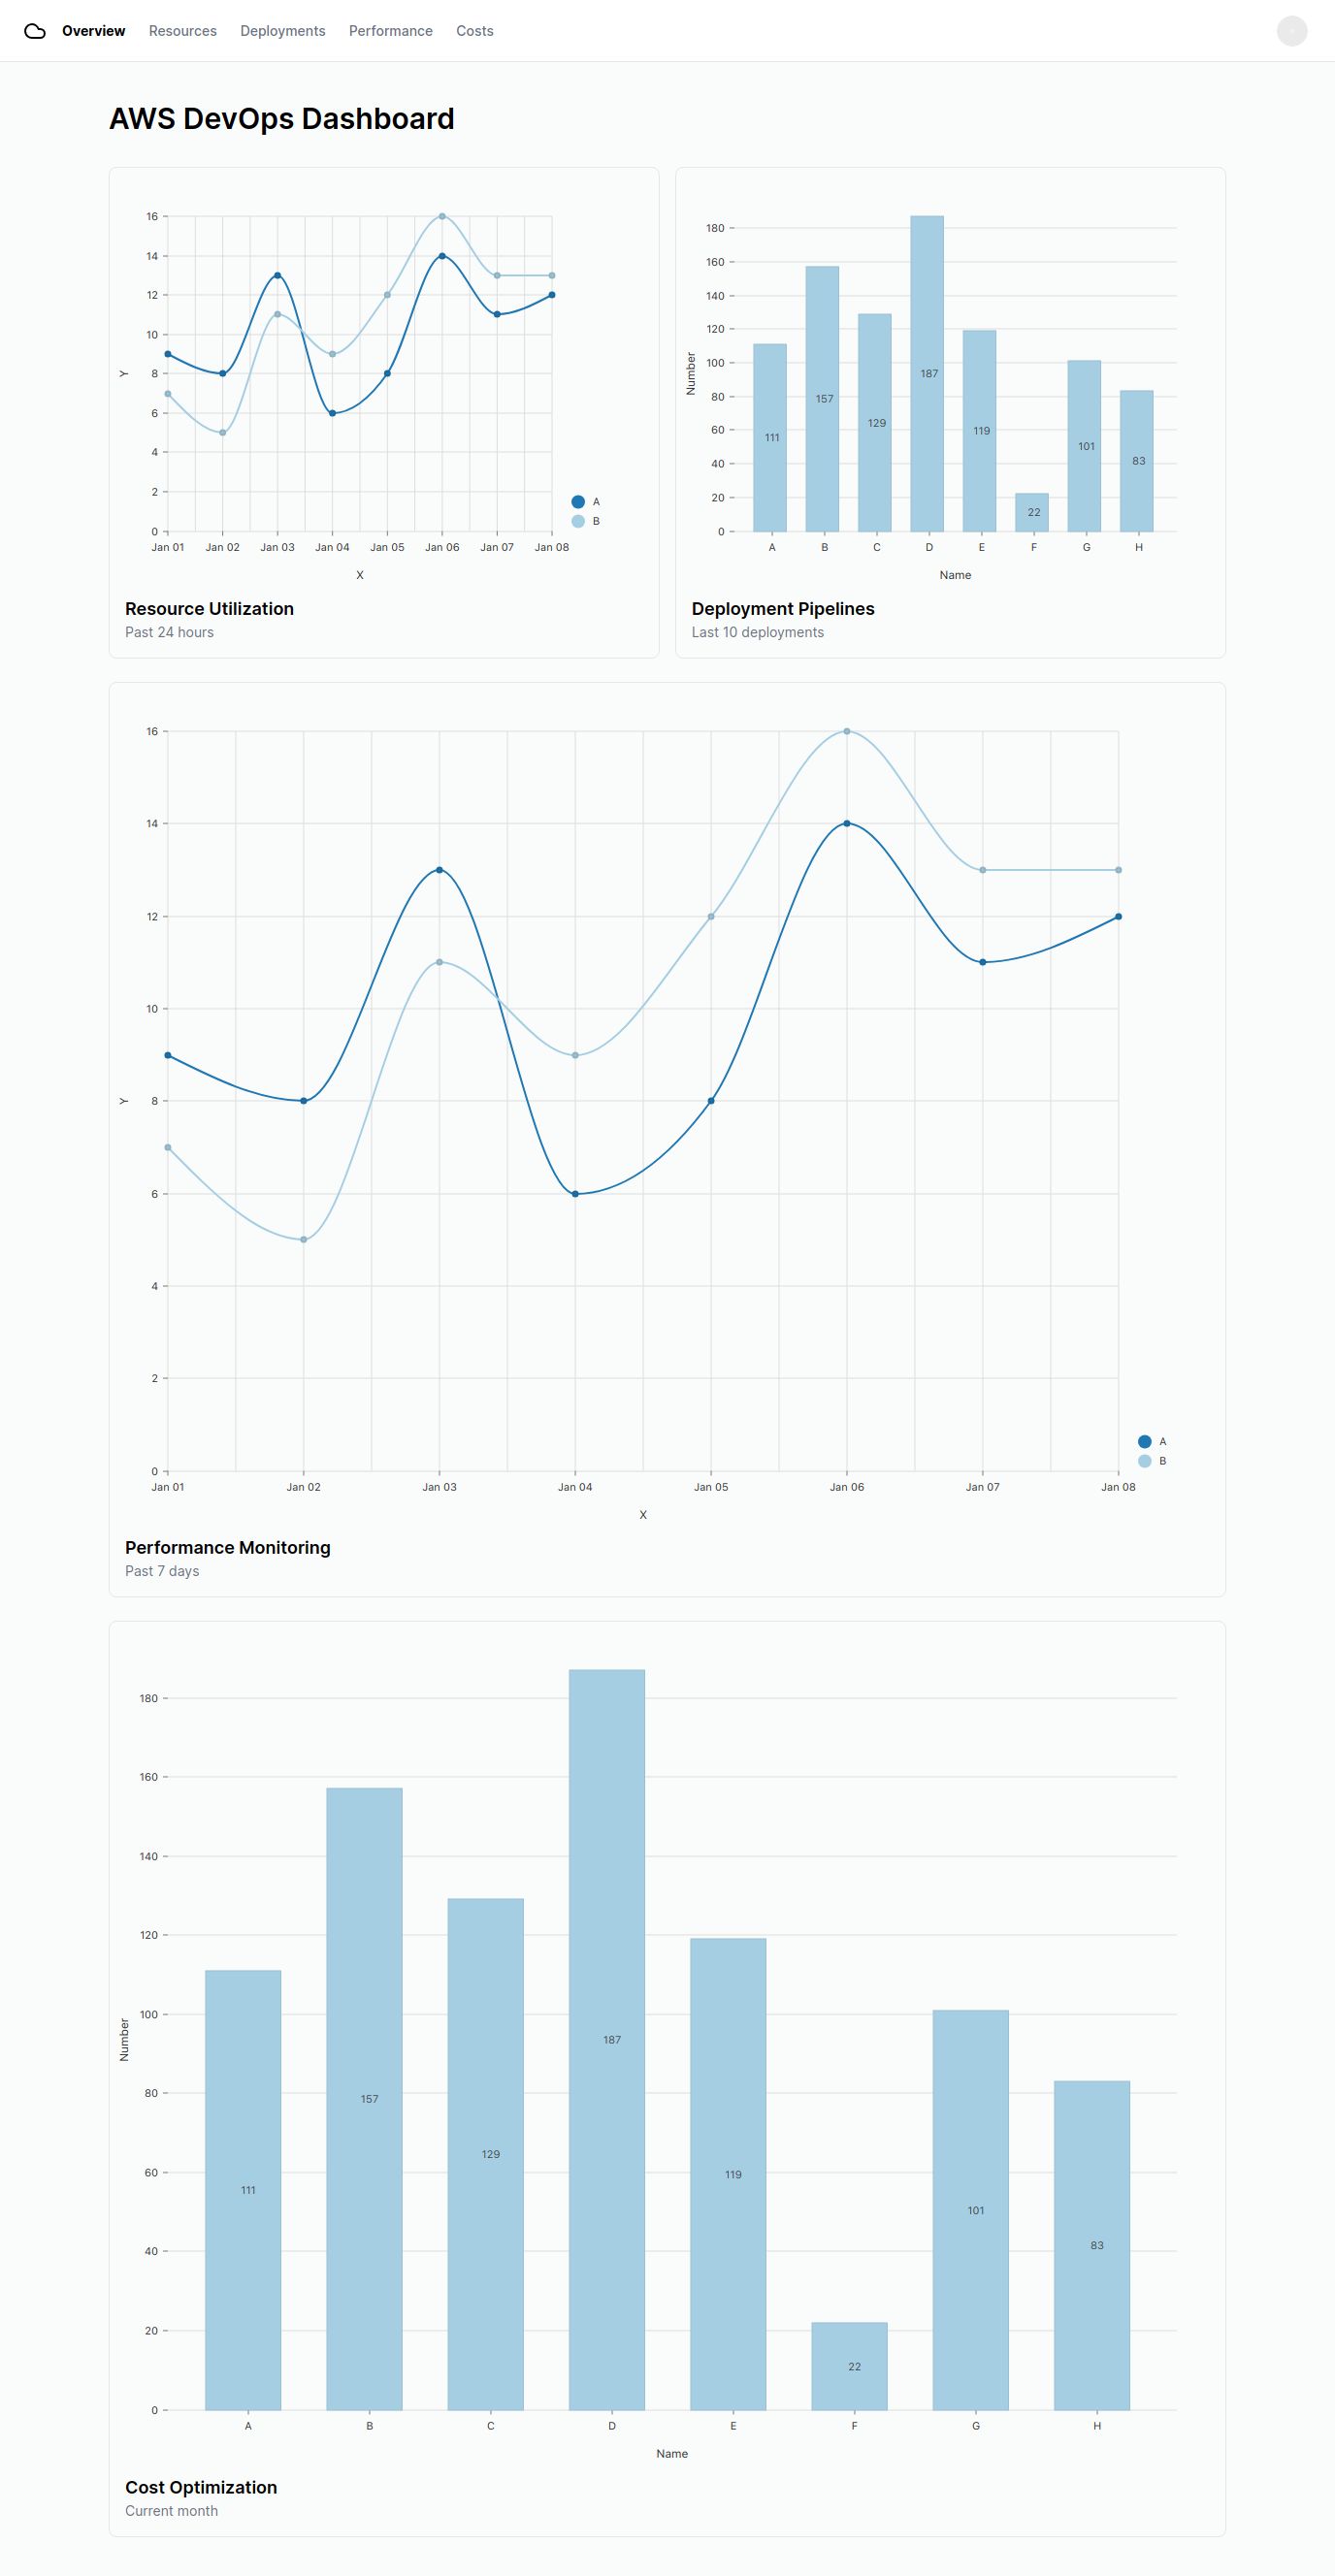 Overview Resources Deployments Performance Costs
AWS DevOps Dashboard
16
14
12
10
8
6
4
2
0
Y
Jan 01 Jan 02 Jan 03 Jan 04 Jan 05 Jan 06 Jan 07 Jan 08
X
A
B
Resource Utilization
Past 24 hours
180
160
140
120
100
80
60
40
20
0
Number
111 157 129 187 119 22 101 83
A B C D E F G H
Name
Deployment Pipelines
Last 10 deployments
16
14
12
10
8
6
4
2
0
Y
Jan 01 Jan 02 Jan 03 Jan 04 Jan 05 Jan 06 Jan 07 Jan 08
X
A
B
Performance Monitoring
Past 7 days
180
160
140
120
100
80
60
40
20
0
Number
111 157 129 187 119 22 101 83
A B C D E F G H
Name
Cost Optimization
Current month